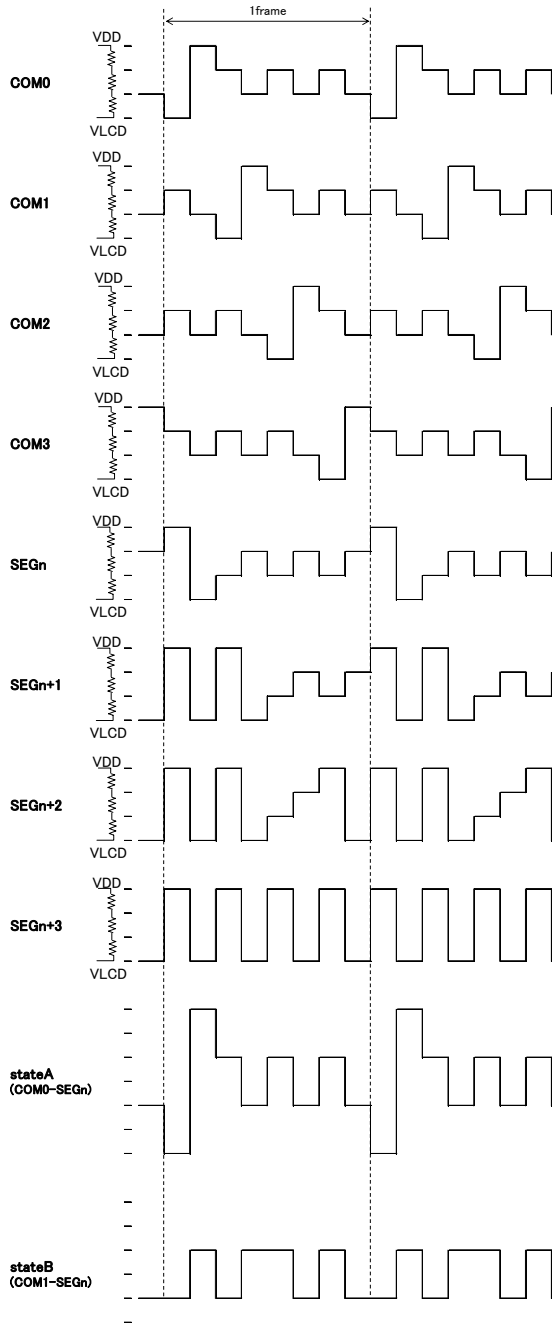 1frame
VDD
COM0
VLCD
VDD
COM1
VLCD
VDD
COM2
VLCD
VDD
COM3
VLCD
VDD
SEGn
VLCD
VDD
SEGn+1
VLCD
VDD
SEGn+2
VLCD
VDD
SEGn+3
VLCD
stateA
(COM0-SEGn)
stateB
(COM1-SEGn)